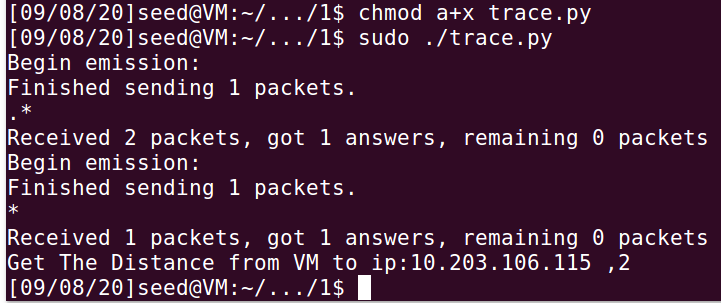 [09/08/20]seed@VM:~/.../1$ chmod a+x trace.py
[09/08/20]seed@VM:~/.../1$ sudo ./trace.py
Begin emission:
Finished sending 1 packets.
.*
Received 2 packets, got 1 answers, remaining 0 packets
Begin emission:
Finished sending 1 packets.
*
Received 1 packets, got 1 answers, remaining 0 packets
Get The Distance from VM to ip:10.203.106.115 ,2
[09/08/20]seed@VM:~/.../1$